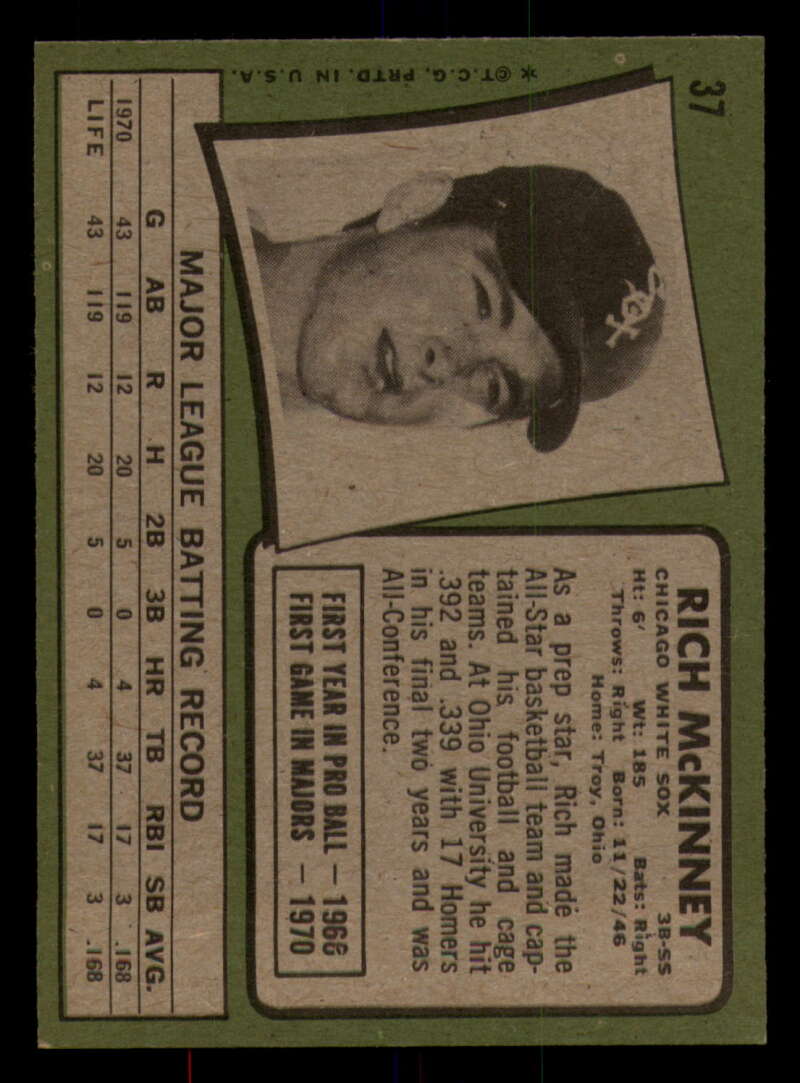 37
✶ ©T.C.G. PRTD. IN U.S.A.
Sox
RICH McKINNEY
CHICAGO WHITE SOX 3B-SS
Ht: 6' Wt: 185 Bats: Right
Throws: Right Born: 11/22/46
Home: Troy, Ohio
As a prep star, Rich made the
All-Star basketball team and cap-
tained his football and cage
teams. At Ohio University he hit
.392 and .339 with 17 Homers
in his final two years and was
All-Conference.
FIRST YEAR IN PRO BALL — 1968
FIRST GAME IN MAJORS — 1970
MAJOR LEAGUE BATTING RECORD
G AB R H 2B 3B HR TB RBI SB AVG.
1970 43 119 12 20 5 0 4 37 17 3 .168
LIFE 43 119 12 20 5 0 4 37 17 3 .168